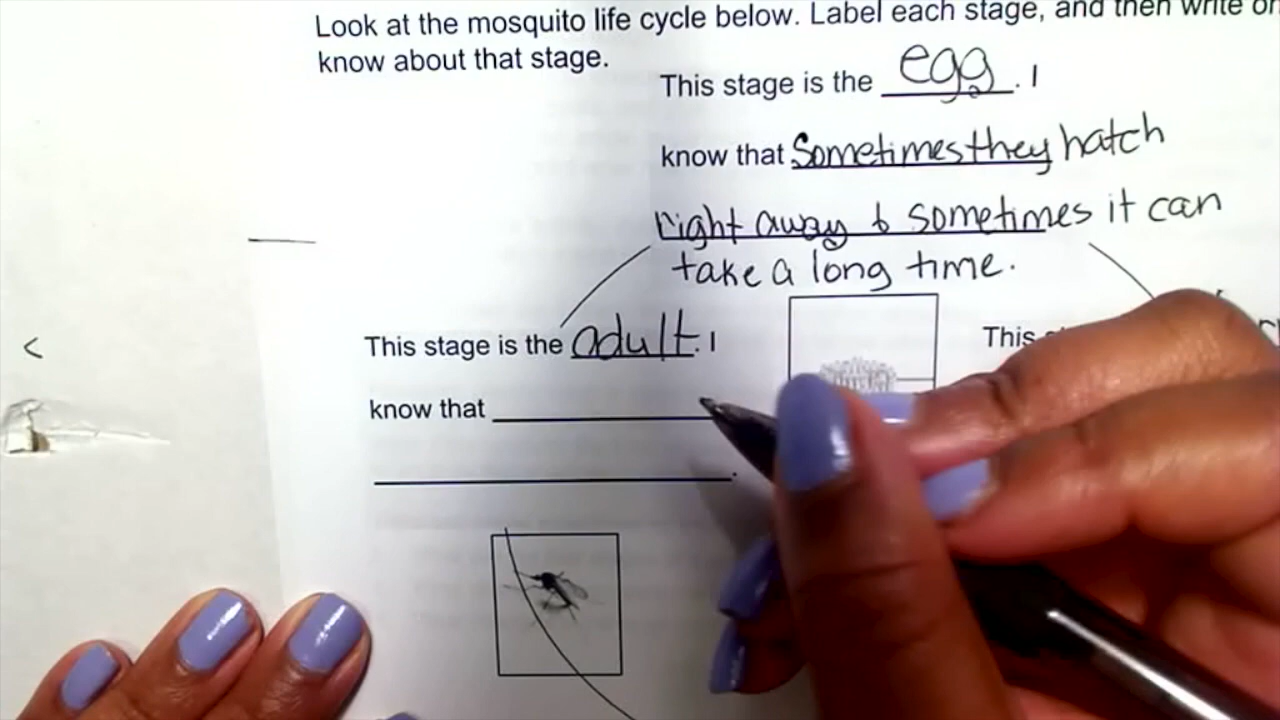 Look at the mosquito life cycle below. Label each stage, and then write
know about that stage.
This stage is the egg. I
know that Sometimes they hatch
right away & sometimes it can
take a long time.
This stage is the adult. I
know that
This